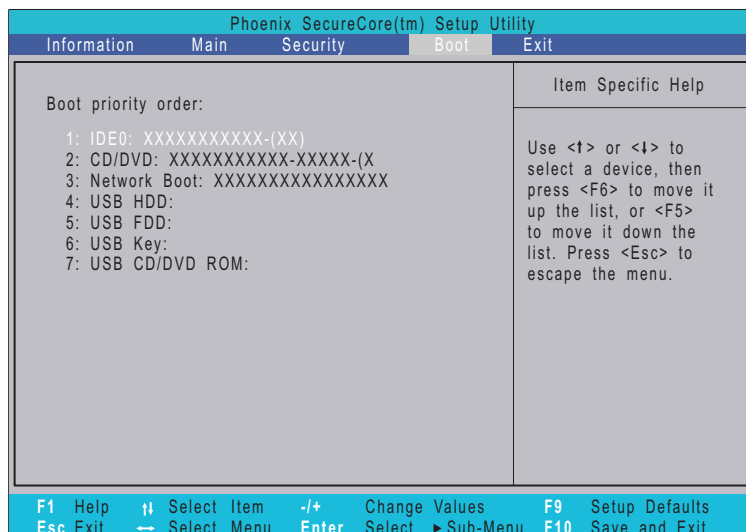 Phoenix SecureCore(tm) Setup Utility
Information Main Security Boot Exit
Boot priority order:
1: IDE0: XXXXXXXXXXX-(XX)
2: CD/DVD: XXXXXXXXXXX-XXXXX-(X
3: Network Boot: XXXXXXXXXXXXXXXX
4: USB HDD:
5: USB FDD:
6: USB Key:
7: USB CD/DVD ROM:
Item Specific Help
Use <↑> or <↓> to
select a device, then
press <F6> to move it
up the list, or <F5>
to move it down the
list. Press <Esc> to
escape the menu.
F1 Help ↑↓ Select Item -/+ Change Values F9 Setup Defaults
Esc Exit ↔ Select Menu Enter Select ►Sub-Menu F10 Save and Exit